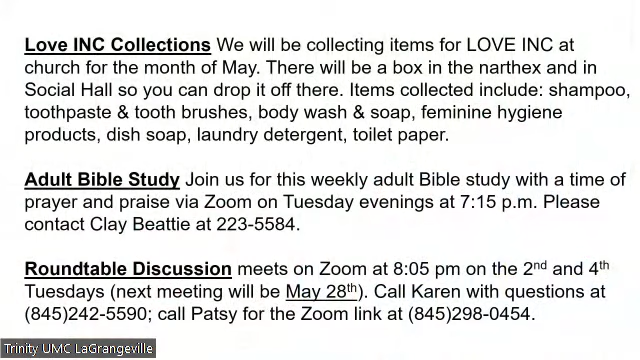 Love INC Collections We will be collecting items for LOVE INC at
church for the month of May. There will be a box in the narthex and in
Social Hall so you can drop it off there. Items collected include: shampoo,
toothpaste & tooth brushes, body wash & soap, feminine hygiene
products, dish soap, laundry detergent, toilet paper.
Adult Bible Study Join us for this weekly adult Bible study with a time of
prayer and praise via Zoom on Tuesday evenings at 7:15 p.m. Please
contact Clay Beattie at 223-5584.
Roundtable Discussion meets on Zoom at 8:05 pm on the 2nd and 4th
Tuesdays (next meeting will be May 28th). Call Karen with questions at
(845)242-5590; call Patsy for the Zoom link at (845)298-0454.
Trinity UMC LaGrangeville